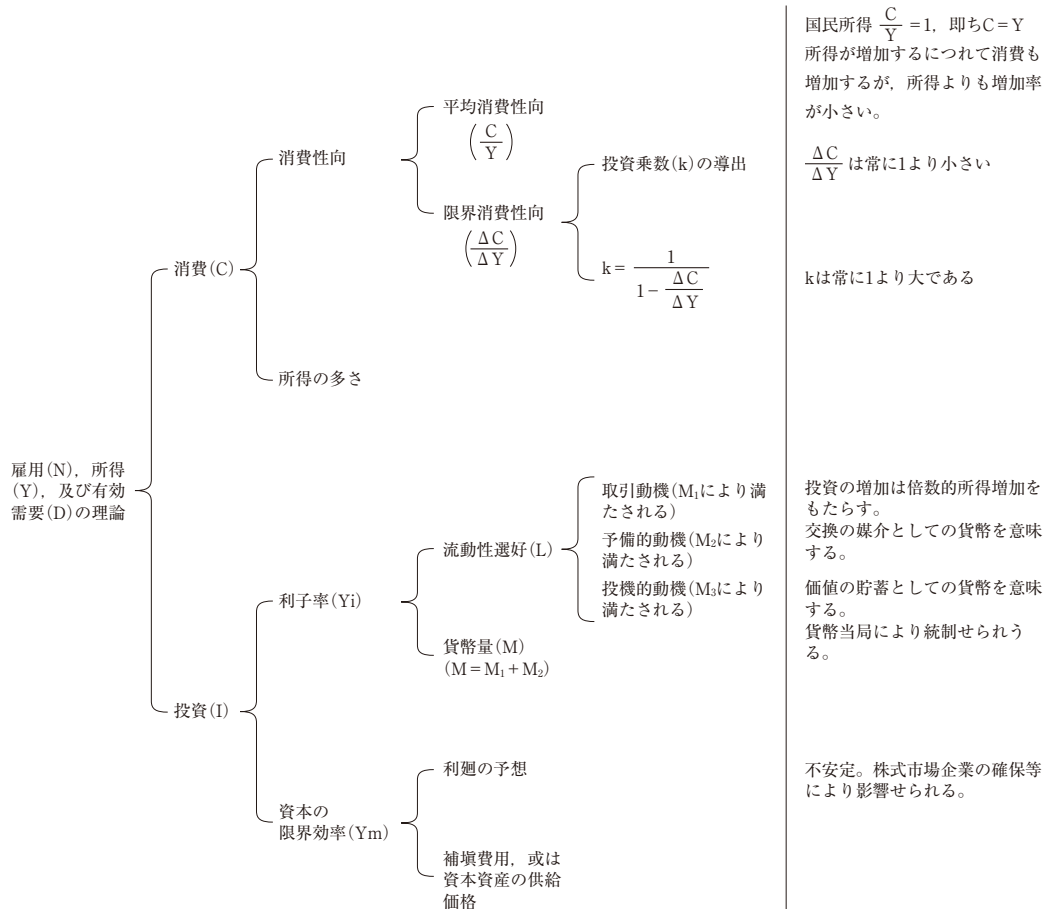 雇用(N)，所得
(Y)，及び有効
需要(D)の理論
消費(C)
消費性向
平均消費性向
(C/Y)
限界消費性向
(ΔC/ΔY)
投資乗数(k)の導出
k = 1/(1－ΔC/ΔY)
所得の多さ
投資(I)
利子率(Yi)
流動性選好(L)
取引動機(M₁により満
たされる)
予備的動機(M₂により
満たされる)
投機的動機(M₃により
満たされる)
貨幣量(M)
(M＝M₁＋M₂)
資本の
限界効率(Ym)
利廻の予想
補塡費用，或は
資本資産の供給
価格
国民所得 C/Y ＝1，即ちC＝Y
所得が増加するにつれて消費も
増加するが，所得よりも増加率
が小さい。
ΔC/ΔY は常に1より小さい
kは常に1より大である
投資の増加は倍数的所得増加を
もたらす。
交換の媒介としての貨幣を意味
する。
価値の貯蓄としての貨幣を意味
する。
貨幣当局により統制せられう
る。
不安定。株式市場企業の確保等
により影響せられる。